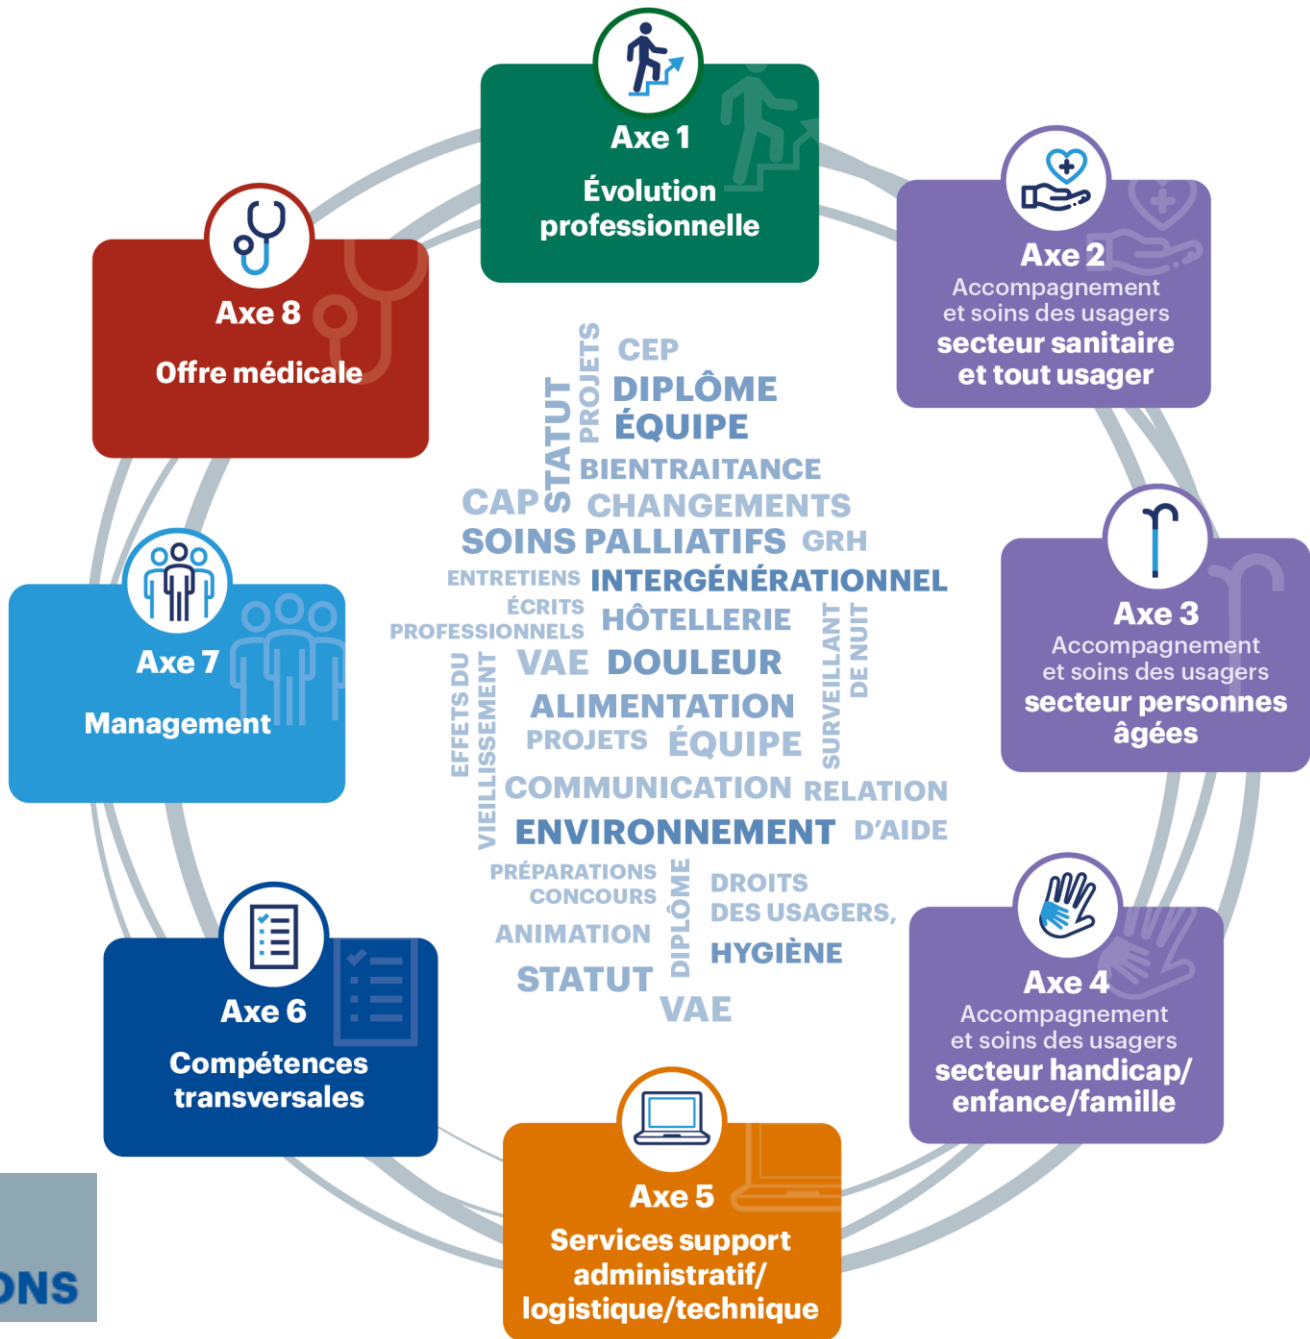 Axe 1
Évolution
professionnelle
Axe 2
Accompagnement
et soins des usagers
secteur sanitaire
et tout usager
Axe 3
Accompagnement
et soins des usagers
secteur personnes
âgées
Axe 4
Accompagnement
et soins des usagers
secteur handicap/
enfance/famille
Axe 5
Services support
administratif/
logistique/technique
Axe 6
Compétences
transversales
Axe 7
Management
Axe 8
Offre médicale
STATUT
PROJETS
CEP
DIPLÔME
ÉQUIPE
BIENTRAITANCE
CAP
CHANGEMENTS
SOINS PALLIATIFS
GRH
ENTRETIENS
INTERGÉNÉRATIONNEL
ÉCRITS
PROFESSIONNELS
HÔTELLERIE
SURVEILLANT
DE NUIT
EFFETS DU
VIEILLISSEMENT
VAE
DOULEUR
ALIMENTATION
PROJETS
ÉQUIPE
COMMUNICATION
RELATION
D'AIDE
ENVIRONNEMENT
PRÉPARATIONS
CONCOURS
DIPLÔME
DROITS
DES USAGERS,
ANIMATION
HYGIÈNE
STATUT
VAE
ONS